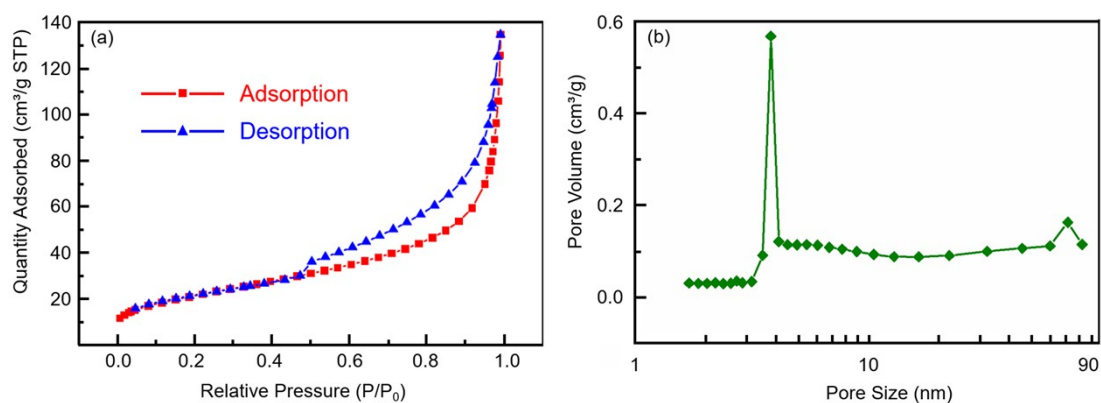 (a)
Adsorption
Desorption
Quantity Adsorbed (cm³/g STP)
140
120
100
80
60
40
20
0.0 0.2 0.4 0.6 0.8 1.0
Relative Pressure (P/P₀)
(b)
Pore Volume (cm³/g)
0.6
0.4
0.2
0.0
1 10 90
Pore Size (nm)